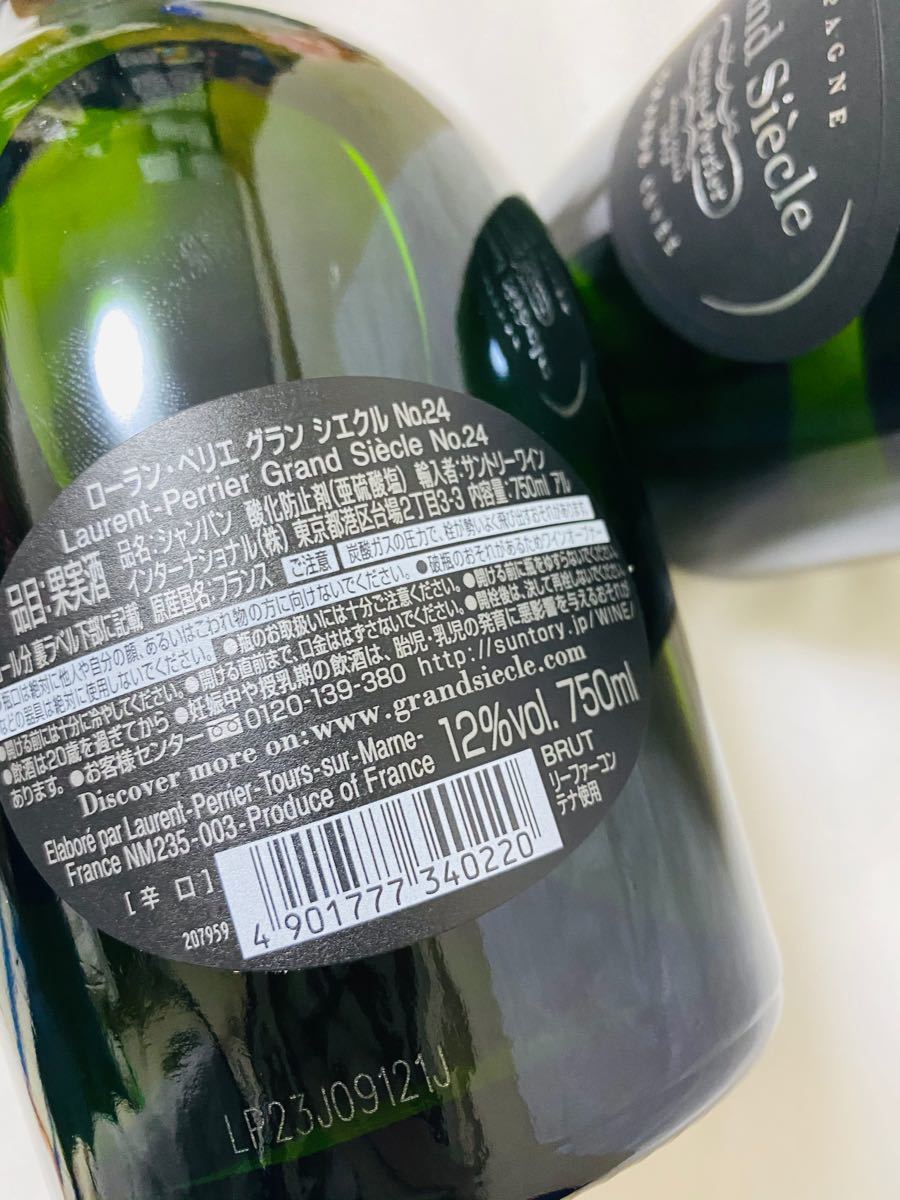 ローラン・ペリエ グラン シエクル No.24
Laurent-Perrier Grand Siècle No.24
品目:果実酒
品名:シャンパン 酸化防止剤(亜硫酸塩) 輸入者:サントリーワイン
インターナショナル(株) 東京都港区台場2丁目3-3 内容量:750ml アル
ール分 裏ラベル下部に記載 原産国名:フランス ご注意 炭酸ガスの圧力で、栓が勢いよく飛び出すおそれがあります
瓶口は絶対に他人や自分の顔、あるいはこわれ物の方に向けないでください。●破瓶のおそれがあるためワインオープナー
などの器具は絶対に使用しないでください。●瓶のお取扱いには十分ご注意ください。●開ける前に瓶をゆすらないでください。
●開ける前には十分に冷やしてください。●開ける直前まで、口金ははずさないでください。●開栓後は、決して再栓しないでください。
●飲酒は20歳を過ぎてから ●妊娠中や授乳期の飲酒は、胎児・乳児の発育に悪影響を与えるおそれが
あります。●お客様センター 0120-139-380 http://suntory.jp/WINE/
Discover more on:www.grandsiecle.com
Elaboré par Laurent-Perrier-Tours-sur-Marne-
France NM235-003-Produce of France
12%vol. 750ml
BRUT
リーファーコン
テナ使用
[辛口]
207959
4 901777 340220
LP23J09121J
nd Siècle
Perrier
PAGNE
CUVÉE